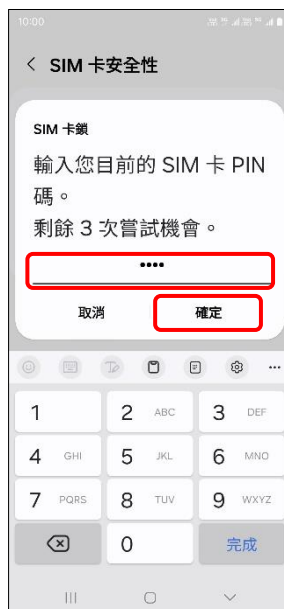 10:00
SIM 卡安全性
SIM 卡鎖
輸入您目前的 SIM 卡 PIN
碼。
剩餘 3 次嘗試機會。
••••
取消 確定
1 2 ABC 3 DEF
4 GHI 5 JKL 6 MNO
7 PQRS 8 TUV 9 WXYZ
0 完成